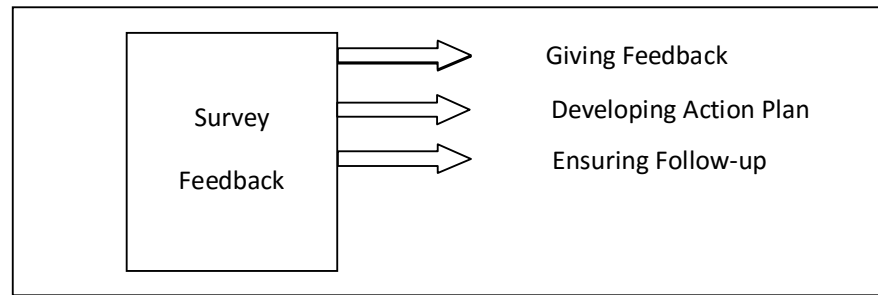 Survey
Feedback
Giving Feedback
Developing Action Plan
Ensuring Follow-up